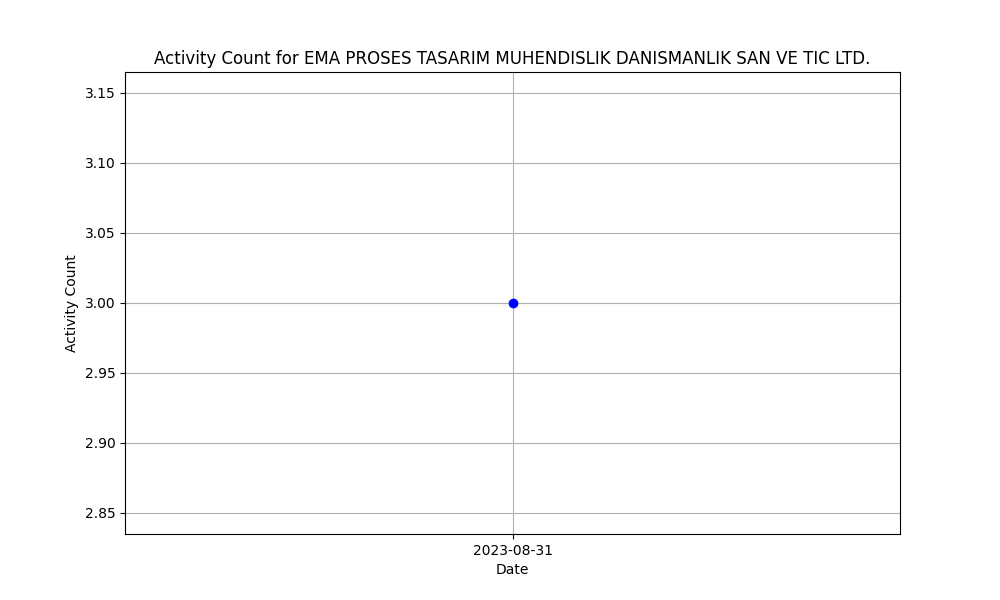 Activity Count for EMA PROSES TASARIM MUHENDISLIK DANISMANLIK SAN VE TIC LTD.
3.15
3.10
3.05
3.00
2.95
2.90
2.85
Activity Count
2023-08-31
Date